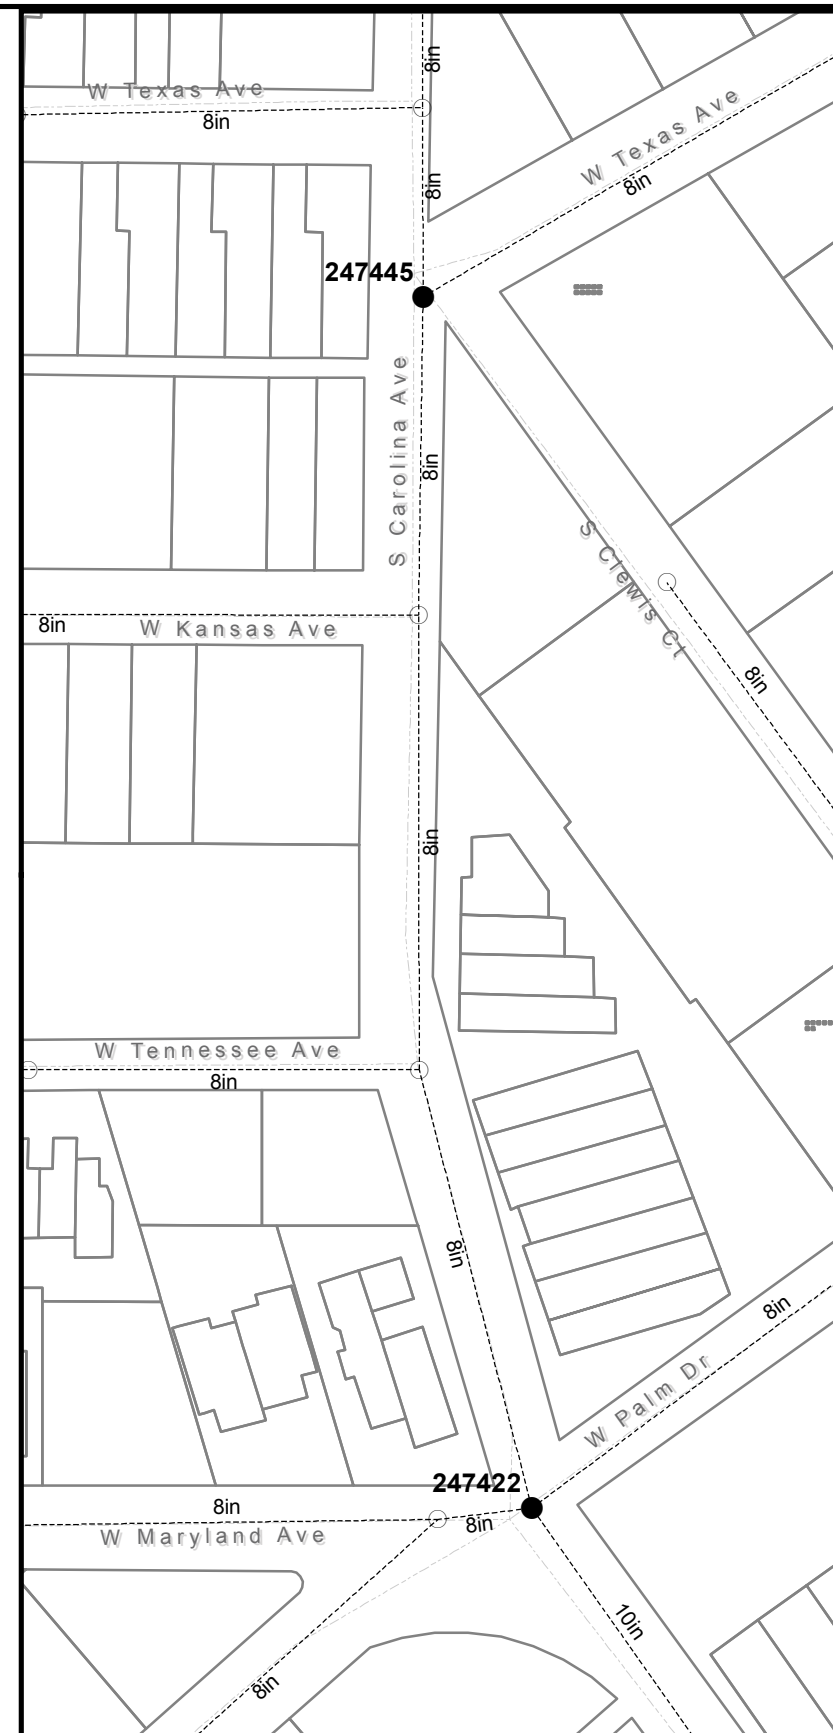 8in
W Texas Ave
8in
W Texas Ave
8in
8in
247445
S Carolina Ave
8in
S Clewis Ct
8in
W Kansas Ave
8in
8in
W Tennessee Ave
8in
8in
8in
W Palm Dr
247422
8in
8in
W Maryland Ave
10in
8in